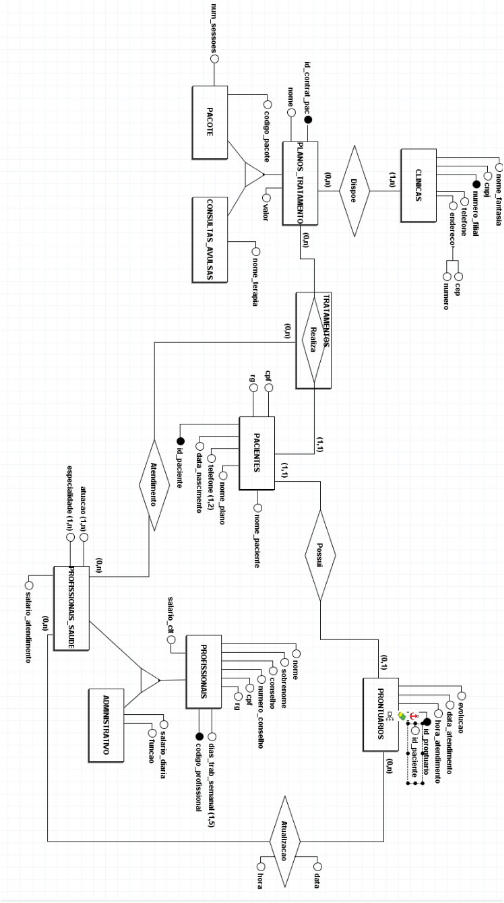 num_sessoes
PACOTE
codigo_pacote
nome
id_contrat_pac
PLANOS_TRATAMENTO
valor
CONSULTAS_AVULSAS
nome_terapia
(0,n)
Dispoe
(1,n)
CLINICAS
nome_fantasia
cnpj
numero_filial
telefone
endereco
cep
numero
(0,n)
TRATAMENTOS
Realiza
(0,n)
(1,1)
rg
cpf
PACIENTES
id_paciente
data_nascimento
telefone (1,2)
nome_plano
nome_paciente
(1,1)
Possui
(0,1)
PRONTUARIOS
evolucao
data_atendimento
hora_atendimento
id_prontuario
id_paciente
(0,n)
Atendimento
(0,n)
especialidade (1,n)
atuacao (1,n)
PROFISSIONAIS_SAUDE
salario_atendimento
(0,n)
salario_clt
PROFISSIONAIS
nome
sobrenome
conselho
numero_conselho
cpf
rg
dias_trab_semanal (1,5)
codigo_profissional
ADMINISTRATIVO
salario_diaria
funcao
Atualizacao
data
hora